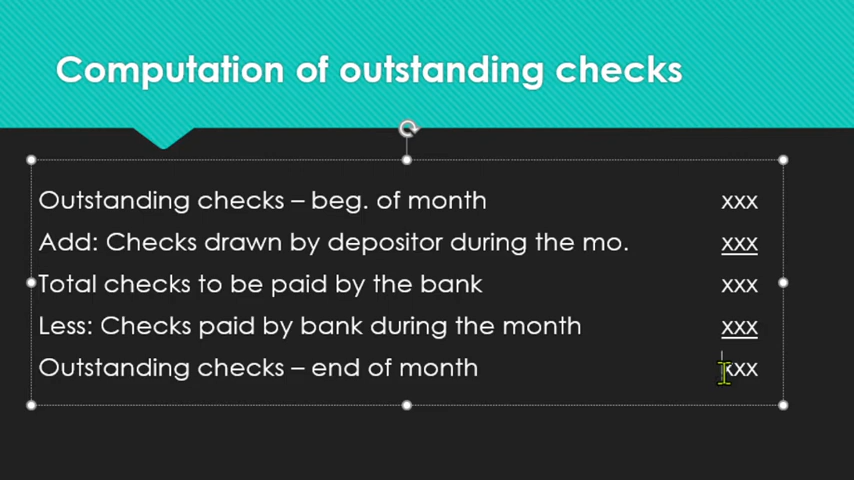 Computation of outstanding checks
Outstanding checks – beg. of month xxx
Add: Checks drawn by depositor during the mo. xxx
Total checks to be paid by the bank xxx
Less: Checks paid by bank during the month xxx
Outstanding checks – end of month xxx